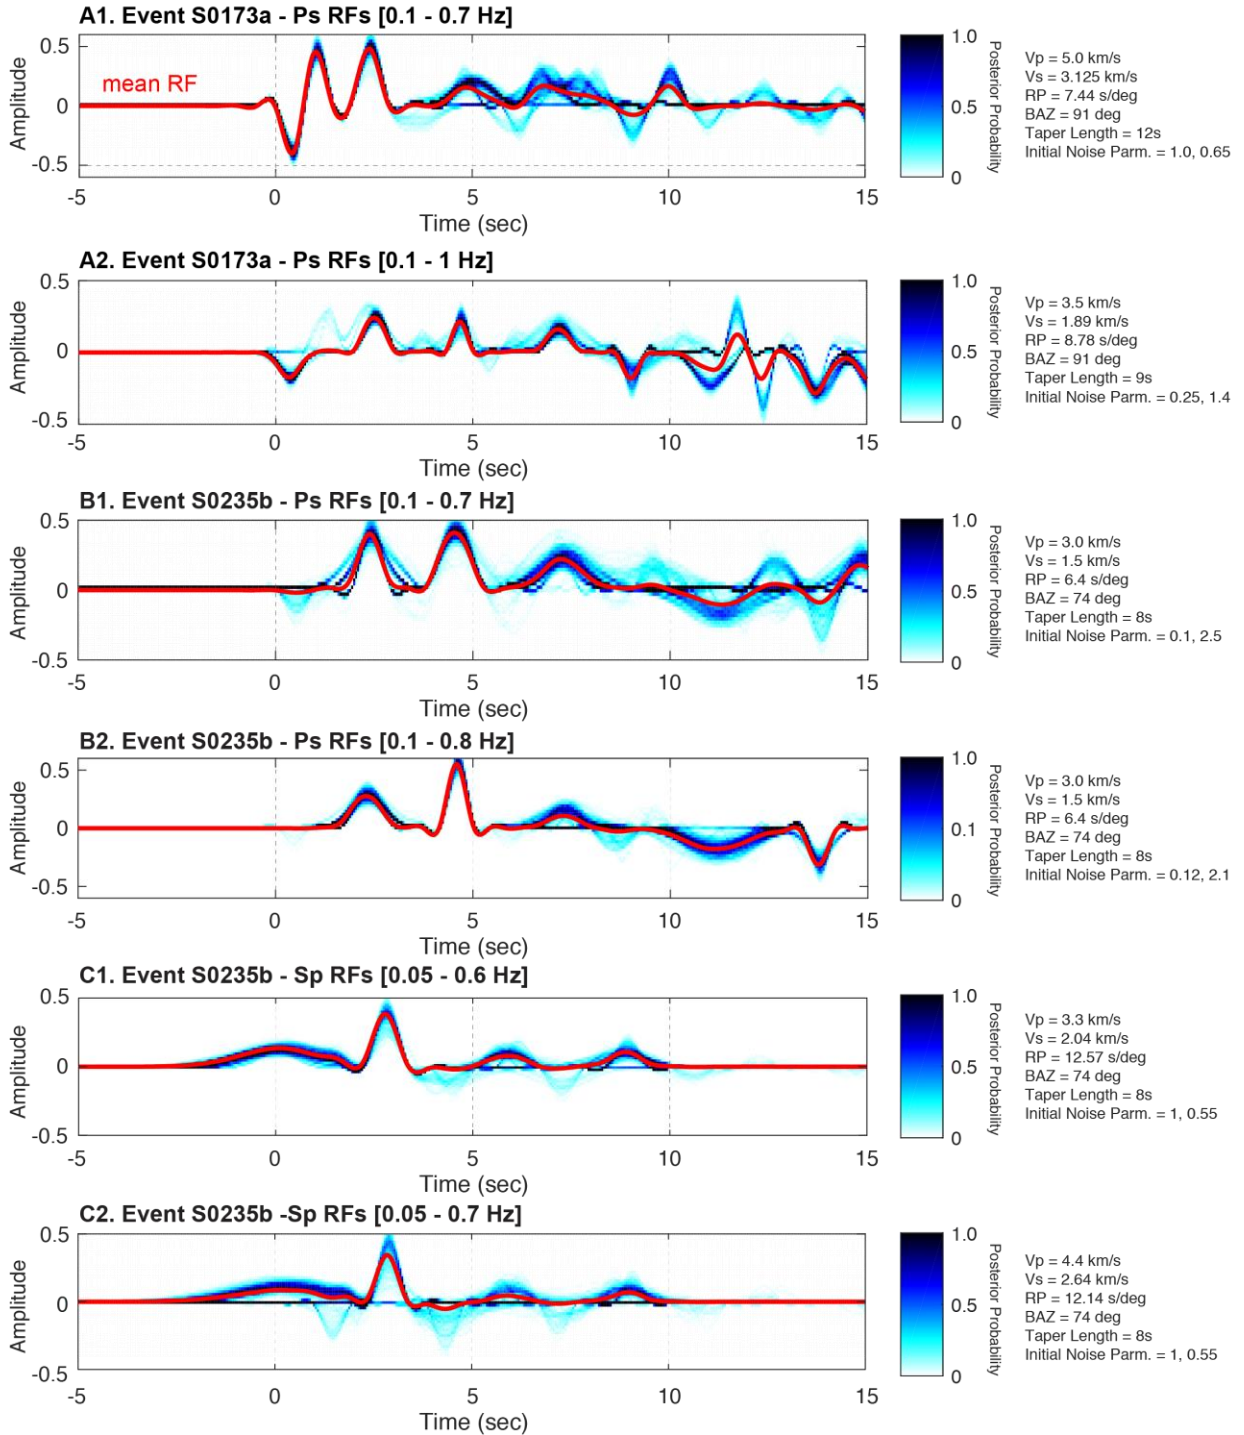 A1. Event S0173a - Ps RFs [0.1 - 0.7 Hz]
mean RF
Amplitude
0.5
0
-0.5
-5
0
5
10
15
Time (sec)
1.0
0.5
0
Posterior Probability
Vp = 5.0 km/s
Vs = 3.125 km/s
RP = 7.44 s/deg
BAZ = 91 deg
Taper Length = 12s
Initial Noise Parm. = 1.0, 0.65
A2. Event S0173a - Ps RFs [0.1 - 1 Hz]
Amplitude
0.5
0
-0.5
-5
0
5
10
15
Time (sec)
1.0
0.5
0
Posterior Probability
Vp = 3.5 km/s
Vs = 1.89 km/s
RP = 8.78 s/deg
BAZ = 91 deg
Taper Length = 9s
Initial Noise Parm. = 0.25, 1.4
B1. Event S0235b - Ps RFs [0.1 - 0.7 Hz]
Amplitude
0.5
0
-0.5
-5
0
5
10
15
Time (sec)
1.0
0.5
0
Posterior Probability
Vp = 3.0 km/s
Vs = 1.5 km/s
RP = 6.4 s/deg
BAZ = 74 deg
Taper Length = 8s
Initial Noise Parm. = 0.1, 2.5
B2. Event S0235b - Ps RFs [0.1 - 0.8 Hz]
Amplitude
0.5
0
-0.5
-5
0
5
10
15
Time (sec)
1.0
0.1
0
Posterior Probability
Vp = 3.0 km/s
Vs = 1.5 km/s
RP = 6.4 s/deg
BAZ = 74 deg
Taper Length = 8s
Initial Noise Parm. = 0.12, 2.1
C1. Event S0235b - Sp RFs [0.05 - 0.6 Hz]
Amplitude
0.5
0
-0.5
-5
0
5
10
15
Time (sec)
1.0
0.5
0
Posterior Probability
Vp = 3.3 km/s
Vs = 2.04 km/s
RP = 12.57 s/deg
BAZ = 74 deg
Taper Length = 8s
Initial Noise Parm. = 1, 0.55
C2. Event S0235b -Sp RFs [0.05 - 0.7 Hz]
Amplitude
0.5
0
-0.5
-5
0
5
10
15
Time (sec)
1.0
0.5
0
Posterior Probability
Vp = 4.4 km/s
Vs = 2.64 km/s
RP = 12.14 s/deg
BAZ = 74 deg
Taper Length = 8s
Initial Noise Parm. = 1, 0.55